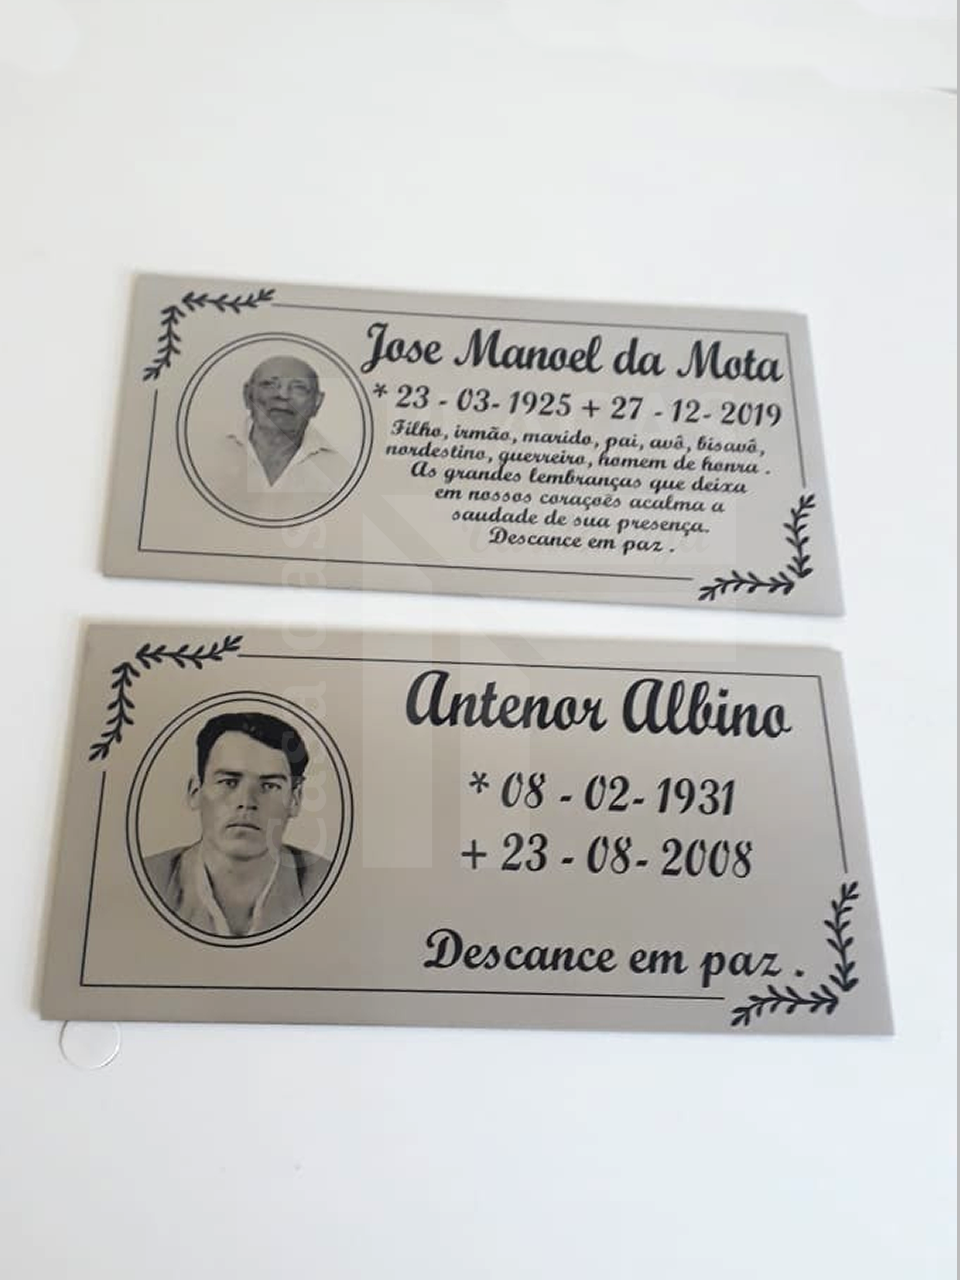 Jose Manoel da Mota
* 23 - 03- 1925 + 27 - 12- 2019
Filho, irmão, marido, pai, avô, bisavô,
nordestino, guerreiro, homem de honra .
As grandes lembranças que deixa
em nossos coraçoẽs acalma a
saudade de sua presença.
Descance em paz .
Antenor Albino
* 08 - 02- 1931
+ 23 - 08- 2008
Descance em paz .